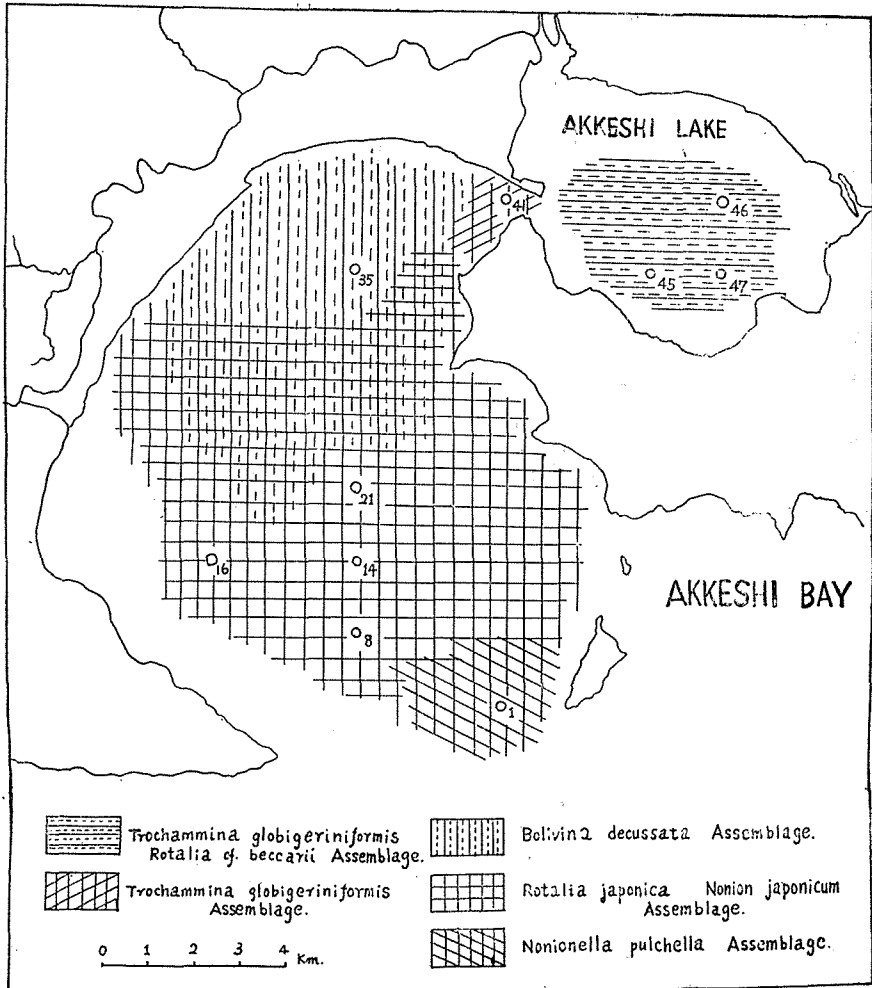 AKKESHI LAKE
41
46
35
45
47
21
16
14
AKKESHI BAY
8
1
Trochammina globigeriniformis
Rotalia cf. beccarii Assemblage.
Trochammina globigeriniformis
Assemblage.
Bolivina decussata Assemblage.
Rotalia japonica Nonion japonicum
Assemblage.
Nonionella pulchella Assemblage.
0 1 2 3 4 Km.